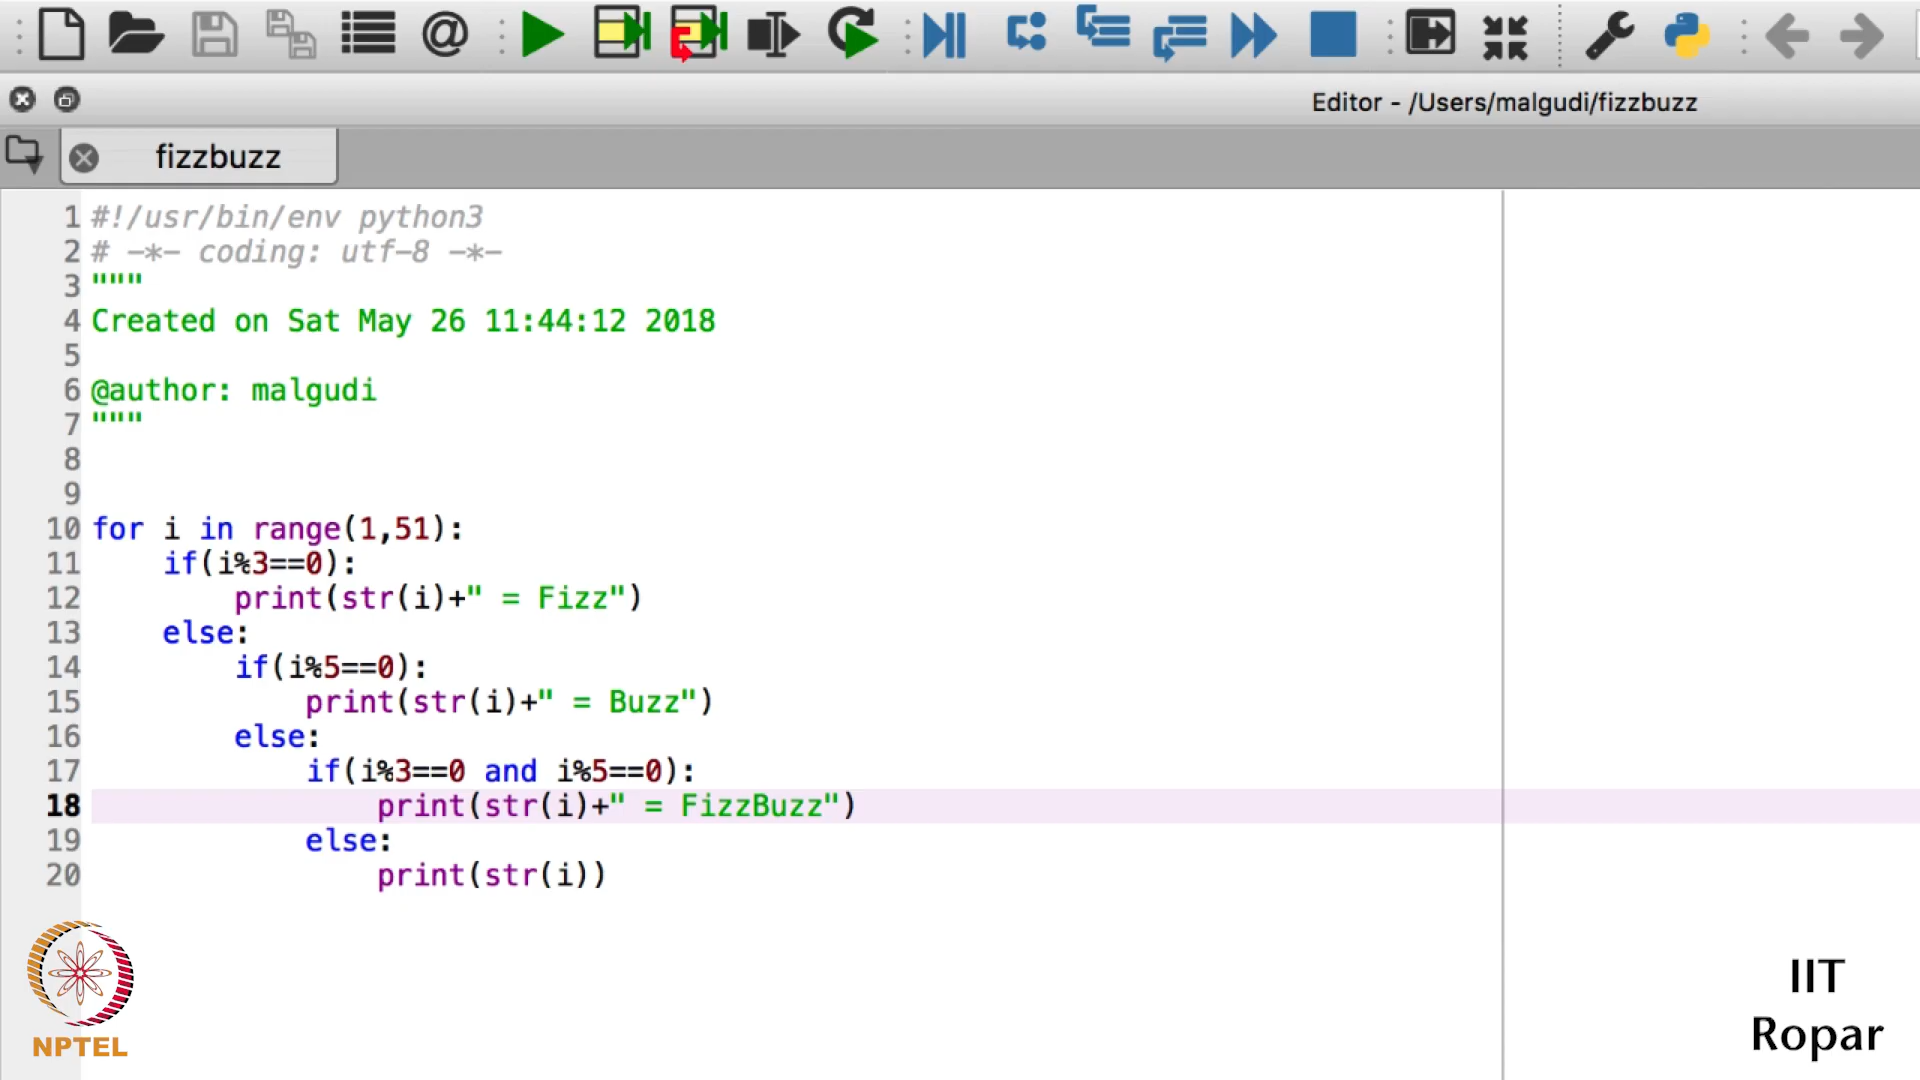 Editor - /Users/malgudi/fizzbuzz
fizzbuzz
1 #!/usr/bin/env python3
2 # -*- coding: utf-8 -*-
3 """
4 Created on Sat May 26 11:44:12 2018
5
6 @author: malgudi
7 """
8
9
10 for i in range(1,51):
11     if(i%3==0):
12         print(str(i)+" = Fizz")
13     else:
14         if(i%5==0):
15             print(str(i)+" = Buzz")
16         else:
17             if(i%3==0 and i%5==0):
18                 print(str(i)+" = FizzBuzz")
19             else:
20                 print(str(i))
NPTEL
IIT
Ropar